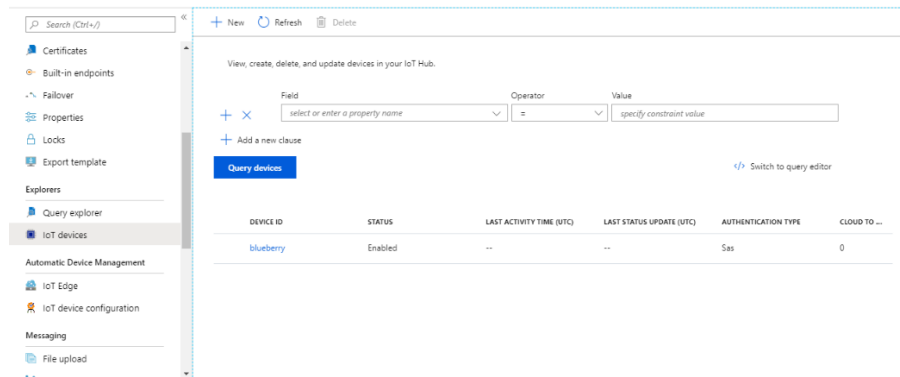 Search (Ctrl+/)
«
New
Refresh
Delete
Certificates
Built-in endpoints
Failover
Properties
Locks
Export template
Explorers
Query explorer
IoT devices
Automatic Device Management
IoT Edge
IoT device configuration
Messaging
File upload
View, create, delete, and update devices in your IoT Hub.
Field Operator Value
select or enter a property name = specify constraint value
Add a new clause
Query devices
</> Switch to query editor
DEVICE ID STATUS LAST ACTIVITY TIME (UTC) LAST STATUS UPDATE (UTC) AUTHENTICATION TYPE CLOUD TO ...
blueberry Enabled -- -- Sas 0